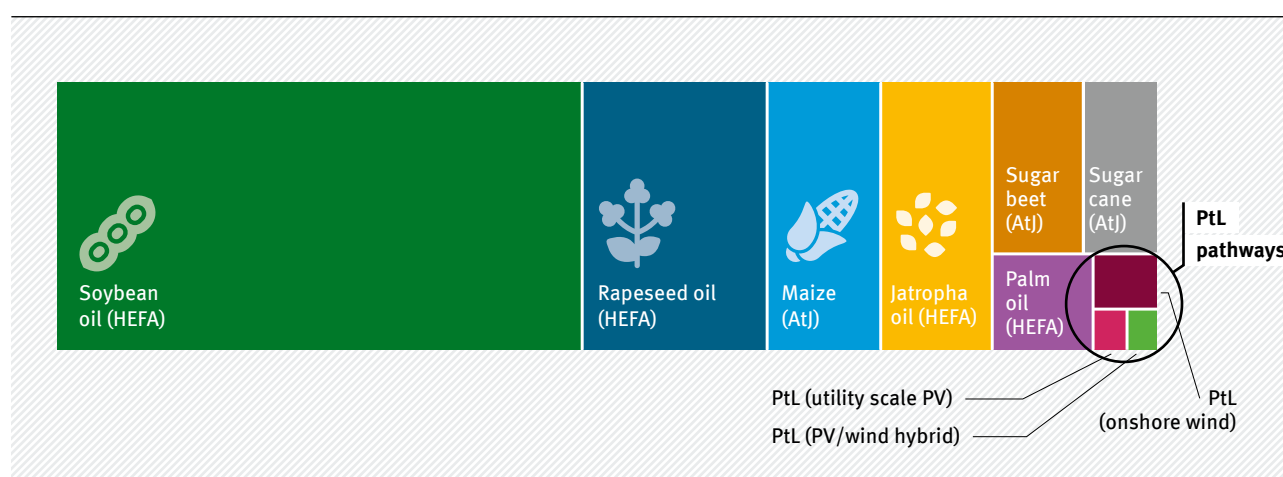 Soybean
oil (HEFA)
Rapeseed oil
(HEFA)
Maize
(AtJ)
Jatropha
oil (HEFA)
Sugar
beet
(AtJ)
Sugar
cane
(AtJ)
Palm
oil
(HEFA)
PtL
pathways
PtL (utility scale PV)
PtL (PV/wind hybrid)
PtL
(onshore wind)